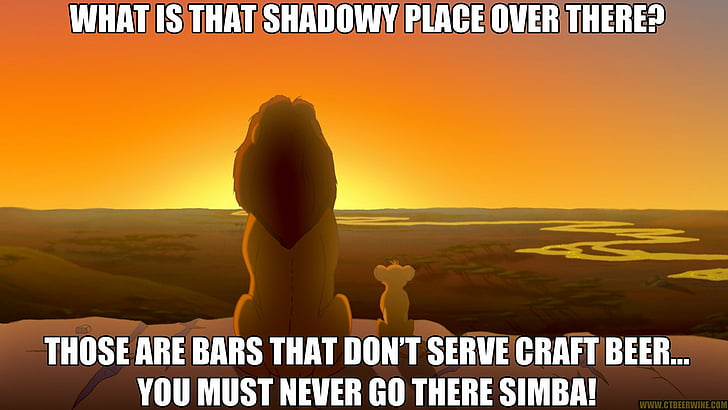 WHAT IS THAT SHADOWY PLACE OVER THERE?
THOSE ARE BARS THAT DON'T SERVE CRAFT BEER...
YOU MUST NEVER GO THERE SIMBA!
WWW.CTBEERWINE.COM